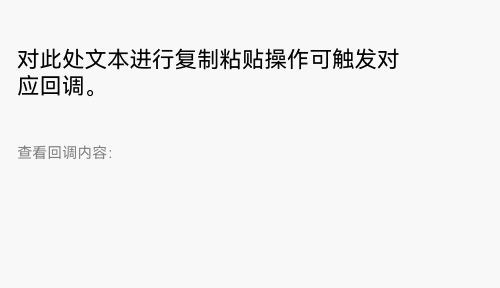 对此处文本进行复制粘贴操作可触发对
应回调。
查看回调内容: